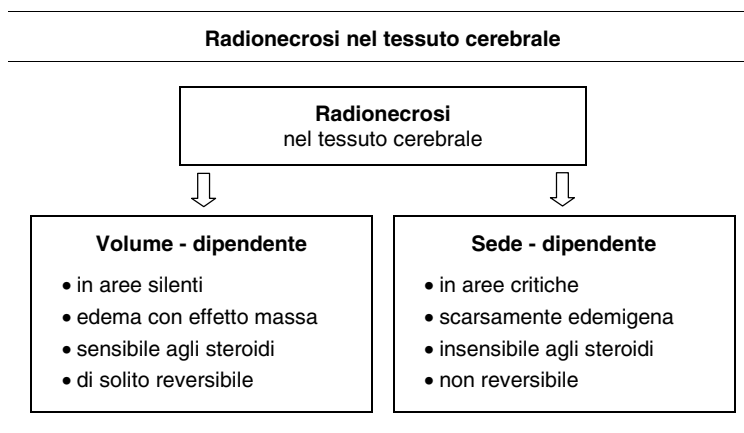 Radionecrosi nel tessuto cerebrale
Radionecrosi
nel tessuto cerebrale
Volume - dipendente
• in aree silenti
• edema con effetto massa
• sensibile agli steroidi
• di solito reversibile
Sede - dipendente
• in aree critiche
• scarsamente edemigena
• insensibile agli steroidi
• non reversibile